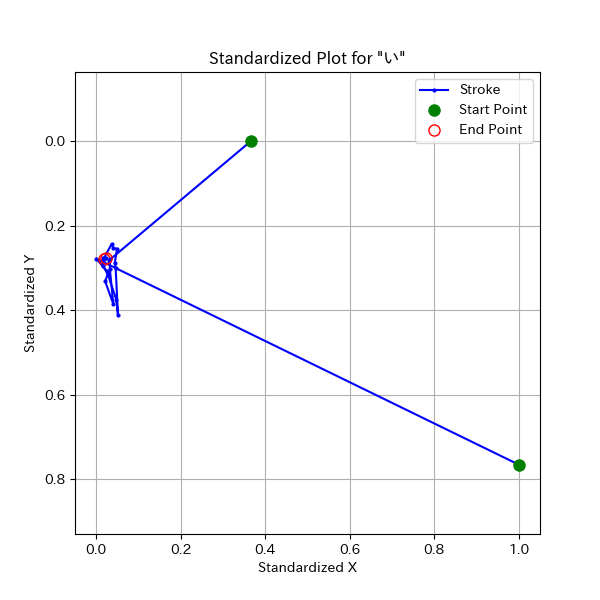 Standardized Plot for "い"
Stroke
Start Point
End Point
Standardized Y
0.0
0.2
0.4
0.6
0.8
0.0 0.2 0.4 0.6 0.8 1.0
Standardized X